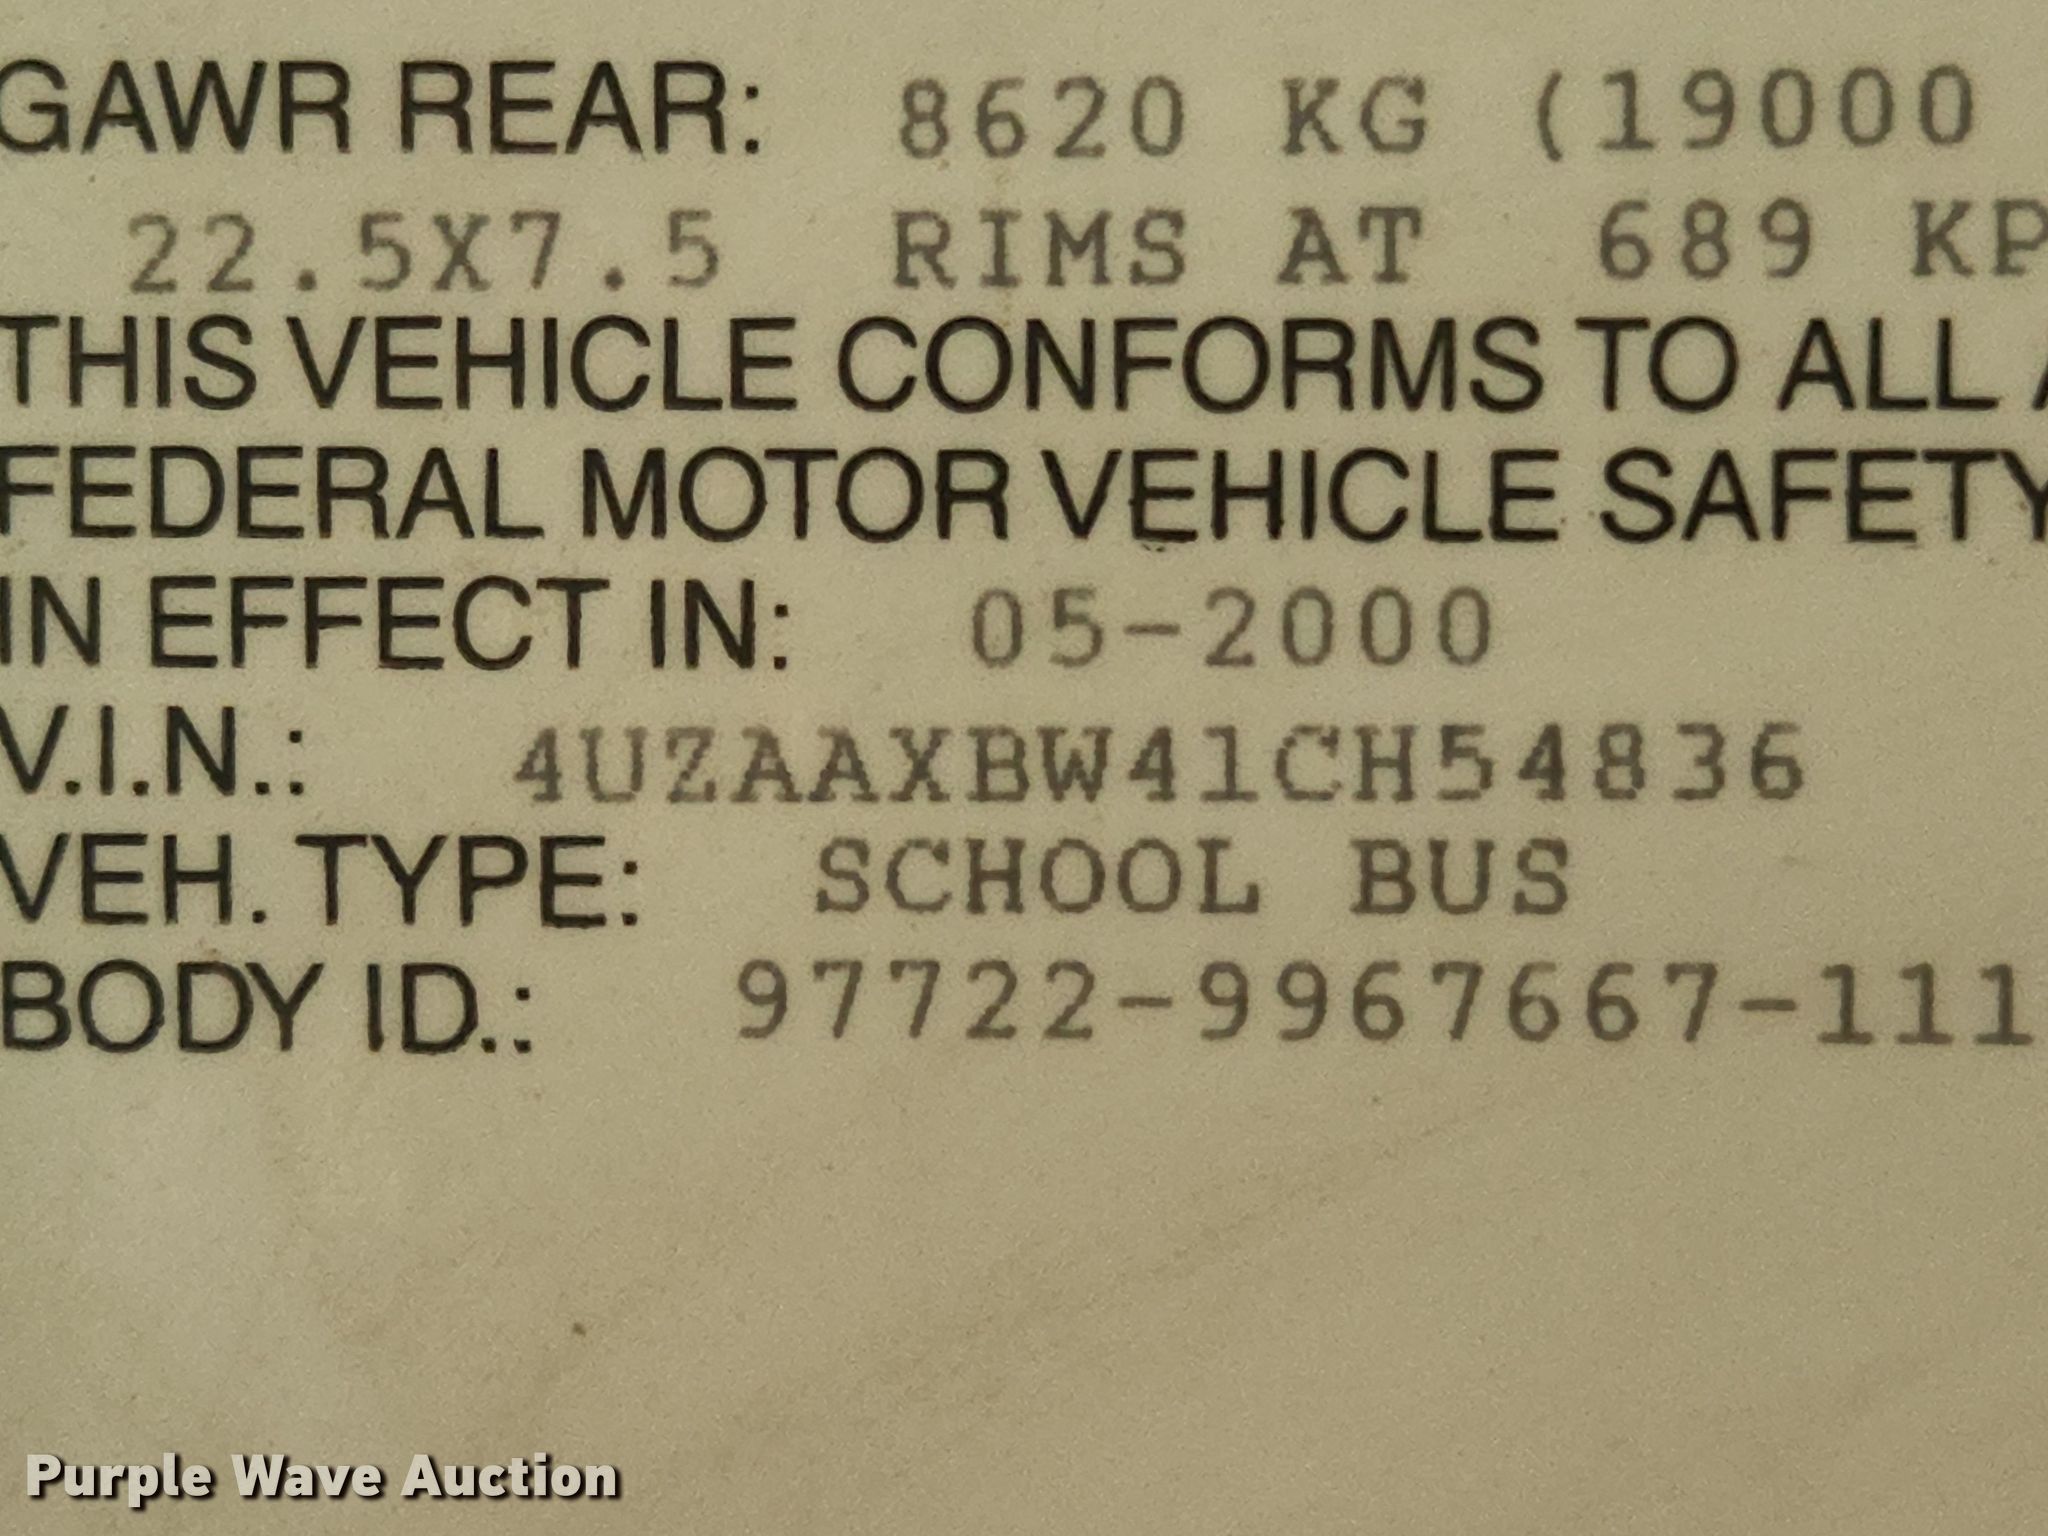 GAWR REAR: 8620 KG (19000
22.5X7.5 RIMS AT 689 KP
THIS VEHICLE CONFORMS TO ALL A
FEDERAL MOTOR VEHICLE SAFETY
IN EFFECT IN: 05-2000
V.I.N.: 4UZAAXBW41CH54836
VEH. TYPE: SCHOOL BUS
BODY ID.: 97722-9967667-111
Purple Wave Auction